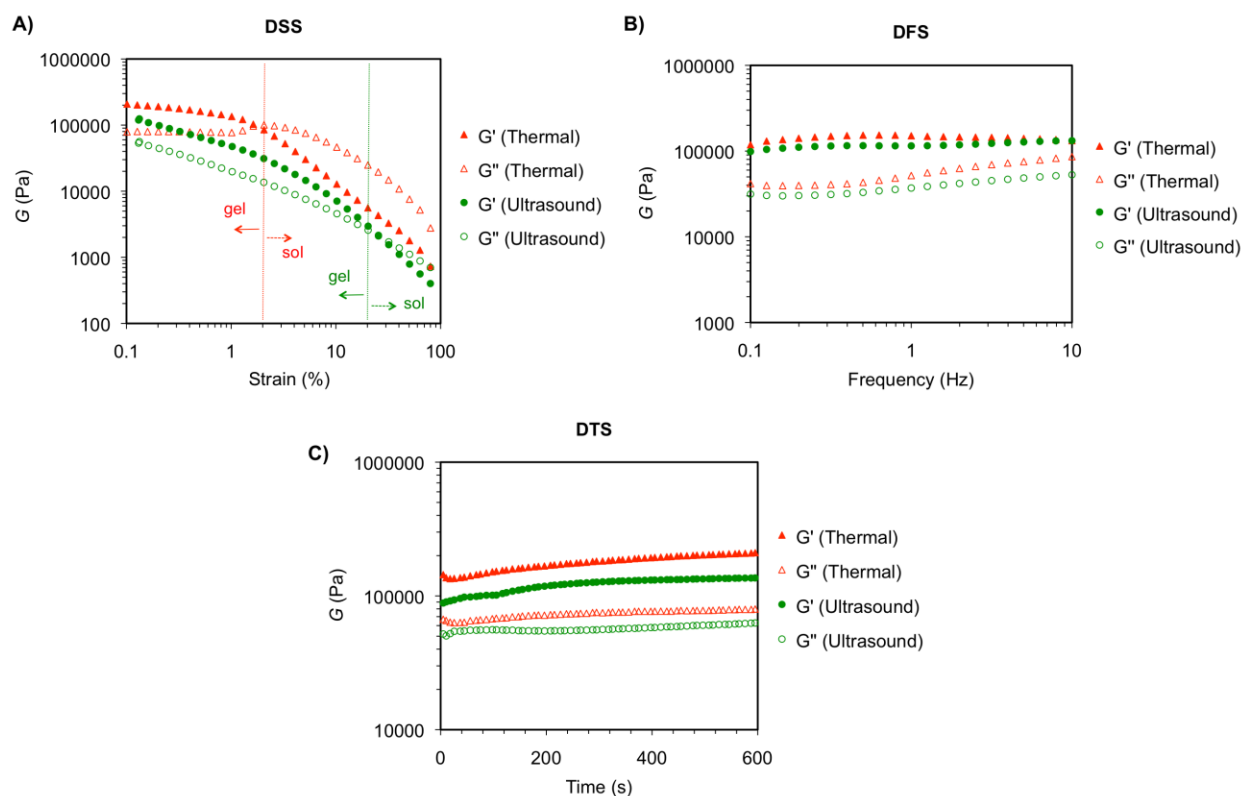 A)
DSS
1000000
100000
10000
1000
100
G (Pa)
0.1
1
10
100
Strain (%)
gel
sol
gel
sol
G' (Thermal)
G" (Thermal)
G' (Ultrasound)
G" (Ultrasound)
B)
DFS
1000000
100000
10000
1000
G (Pa)
0.1
1
10
Frequency (Hz)
G' (Thermal)
G" (Thermal)
G' (Ultrasound)
G" (Ultrasound)
C)
DTS
1000000
100000
10000
G (Pa)
0
200
400
600
Time (s)
G' (Thermal)
G" (Thermal)
G' (Ultrasound)
G" (Ultrasound)